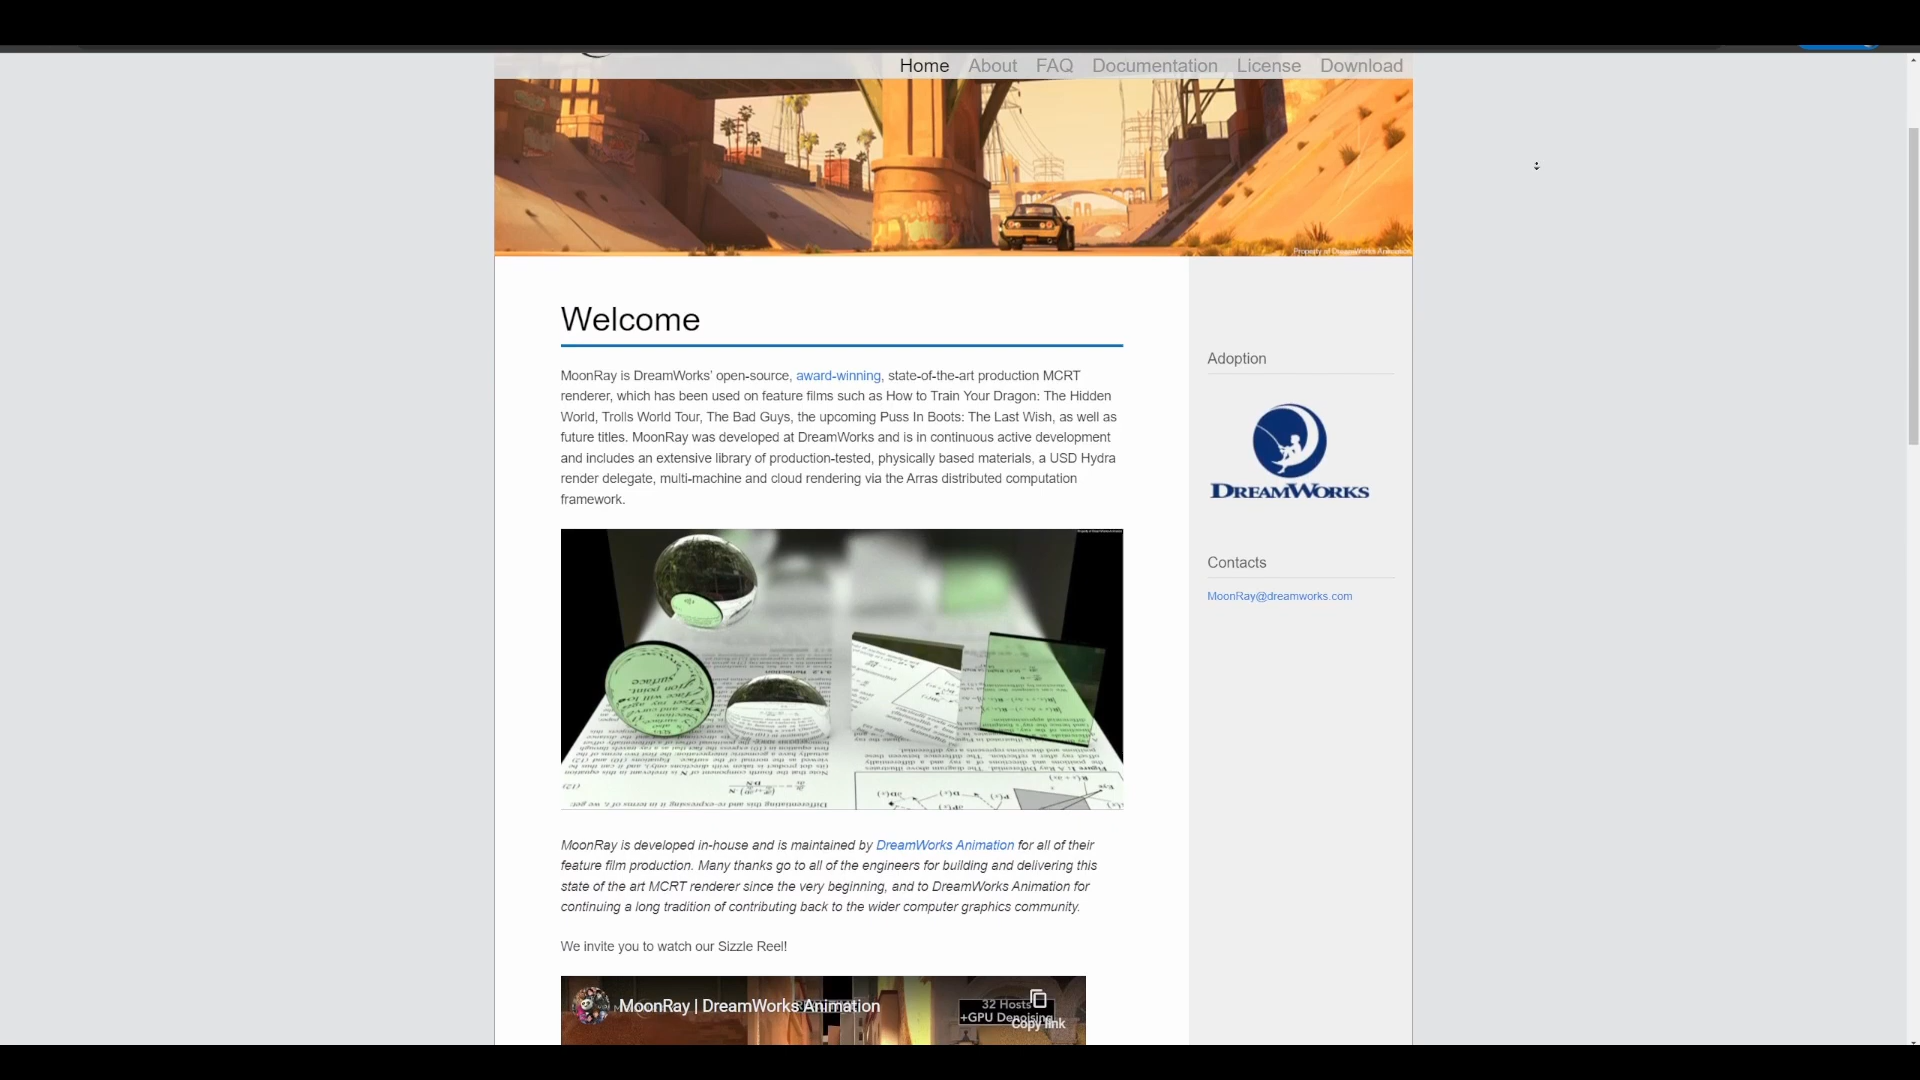 Home About FAQ Documentation License Download
Property of DreamWorks Animation
Welcome
MoonRay is DreamWorks’ open-source, award-winning, state-of-the-art production MCRT
renderer, which has been used on feature films such as How to Train Your Dragon: The Hidden
World, Trolls World Tour, The Bad Guys, the upcoming Puss In Boots: The Last Wish, as well as
future titles. MoonRay was developed at DreamWorks and is in continuous active development
and includes an extensive library of production-tested, physically based materials, a USD Hydra
render delegate, multi-machine and cloud rendering via the Arras distributed computation
framework.
MoonRay is developed in-house and is maintained by DreamWorks Animation for all of their
feature film production. Many thanks go to all of the engineers for building and delivering this
state of the art MCRT renderer since the very beginning, and to DreamWorks Animation for
continuing a long tradition of contributing back to the wider computer graphics community.
We invite you to watch our Sizzle Reel!
MoonRay | DreamWorks Animation
32 Hosts
+GPU Denoising
Copy link
Adoption
DREAMWORKS
Contacts
MoonRay@dreamworks.com